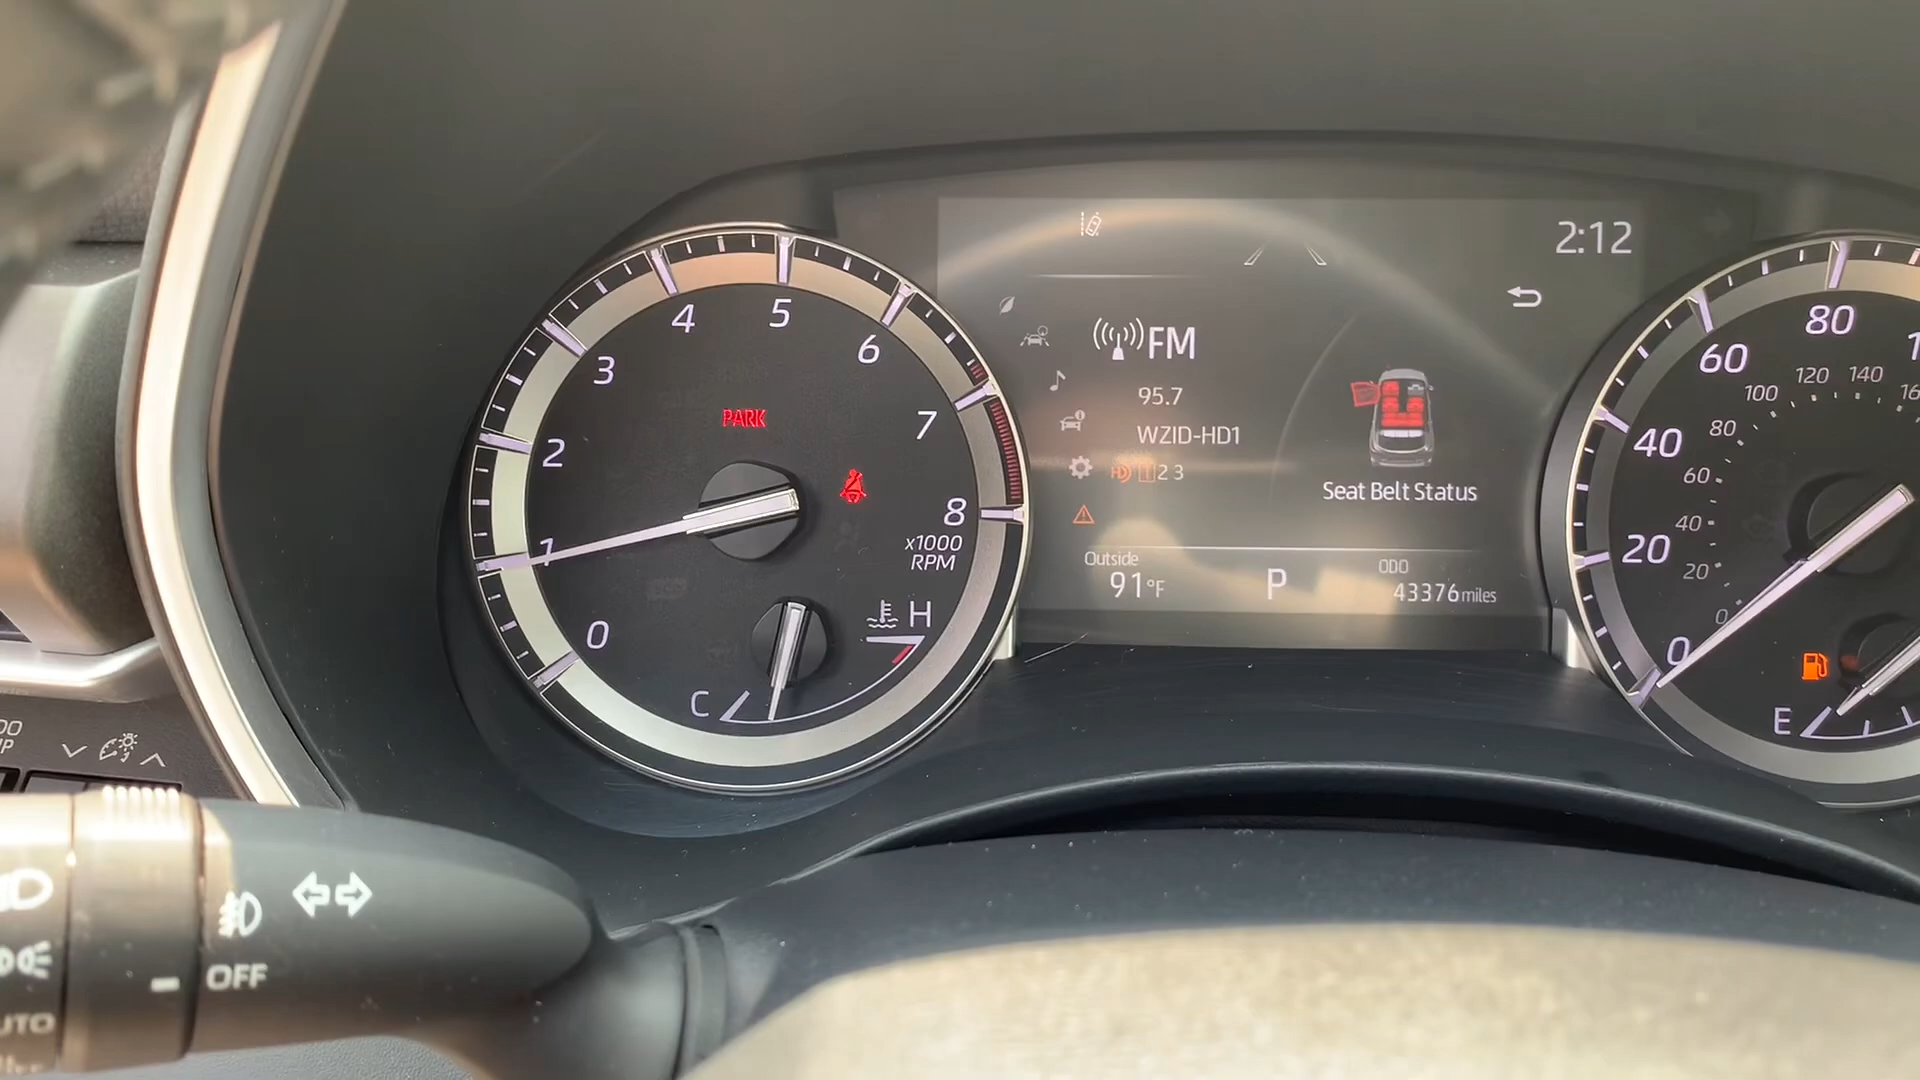 2:12
FM
95.7
WZID-HD1
HD 1 2 3
Seat Belt Status
Outside
91°F
P
ODO
43376 miles
0
1
2
3
4
5
6
7
8
x1000
RPM
PARK
C
H
0
20
40
60
80
0
20
40
60
80
100
120
140
E
OFF